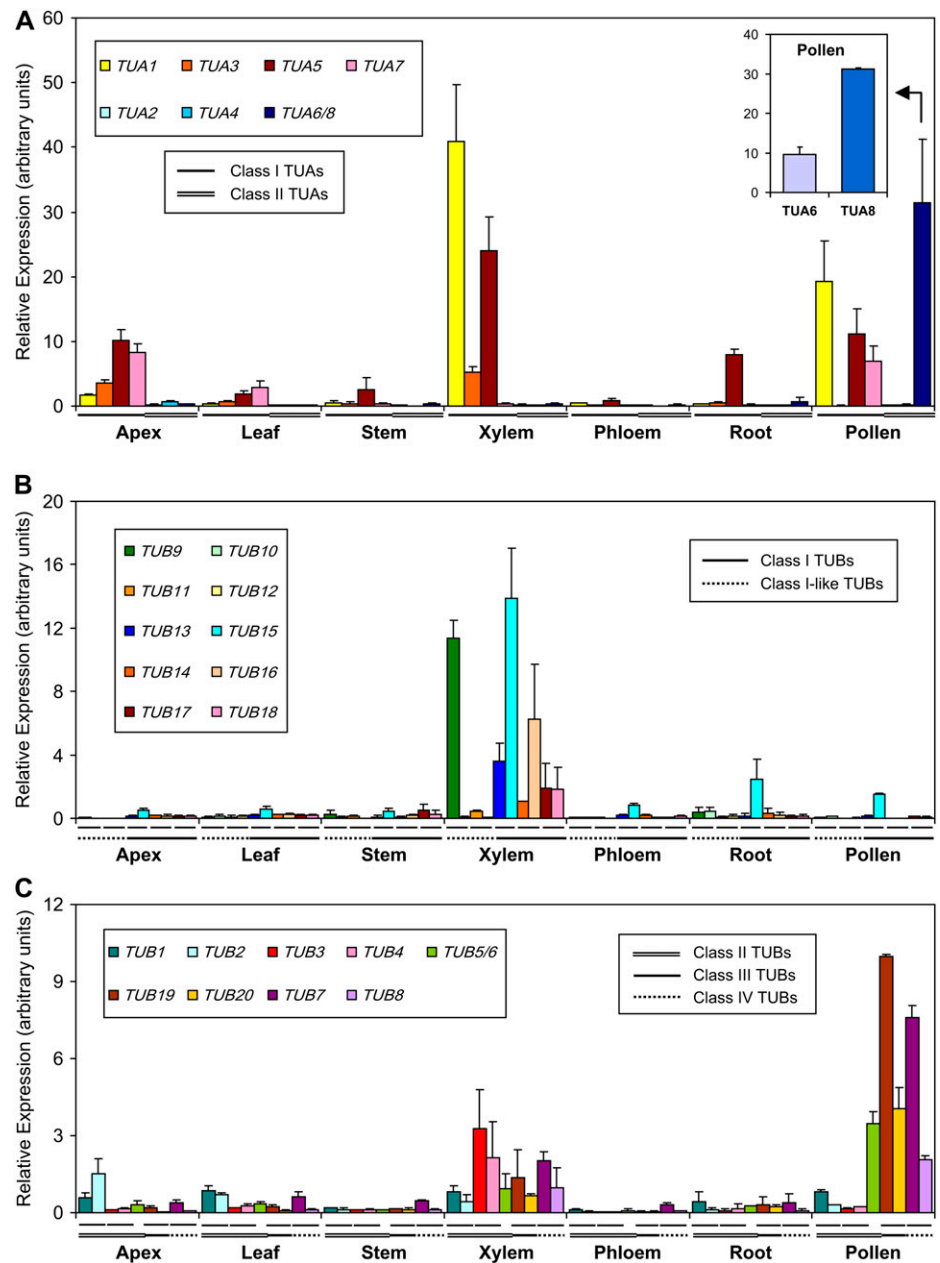 A
Relative Expression (arbitrary units)
60
50
40
30
20
10
0
TUA1 TUA3 TUA5 TUA7
TUA2 TUA4 TUA6/8
Class I TUAs
Class II TUAs
Pollen
40
30
20
10
0
TUA6 TUA8
Apex Leaf Stem Xylem Phloem Root Pollen
B
Relative Expression (arbitrary units)
20
16
12
8
4
0
TUB9 TUB10
TUB11 TUB12
TUB13 TUB15
TUB14 TUB16
TUB17 TUB18
Class I TUBs
Class I-like TUBs
Apex Leaf Stem Xylem Phloem Root Pollen
C
Relative Expression (arbitrary units)
12
9
6
3
0
TUB1 TUB2 TUB3 TUB4 TUB5/6
TUB19 TUB20 TUB7 TUB8
Class II TUBs
Class III TUBs
Class IV TUBs
Apex Leaf Stem Xylem Phloem Root Pollen